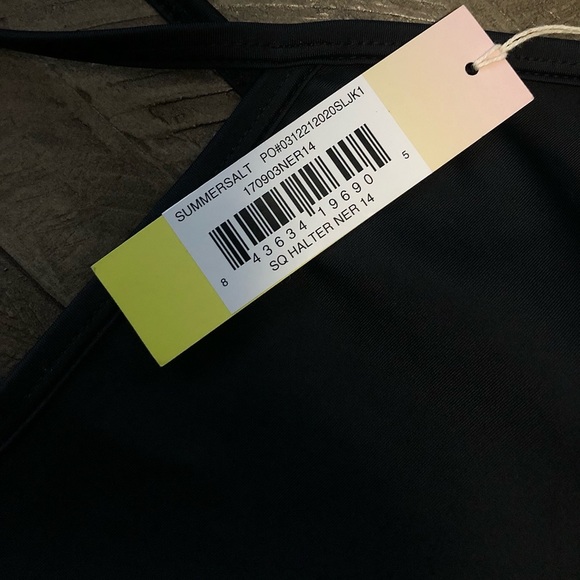 SUMMERSALT PO#0312212020SLJK1
170903NER14
8 43634 19690 5
SQ HALTER NER 14